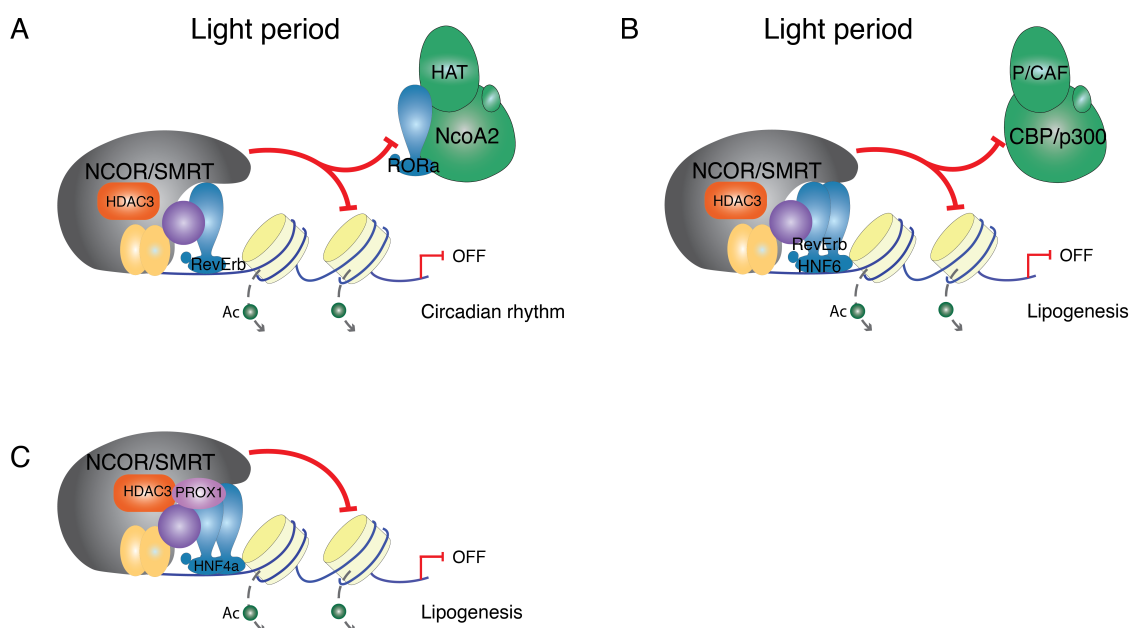 A
Light period
HAT
NcoA2
RORa
NCOR/SMRT
HDAC3
RevErb
OFF
Ac
Circadian rhythm
B
Light period
P/CAF
CBP/p300
NCOR/SMRT
HDAC3
RevErb
HNF6
OFF
Ac
Lipogenesis
C
NCOR/SMRT
HDAC3
PROX1
HNF4a
OFF
Ac
Lipogenesis